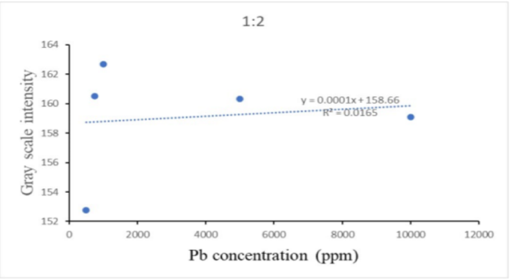 1:2
164
162
160
158
156
154
152
Gray scale intensity
y = 0.0001x + 158.66
R² = 0.0165
0 2000 4000 6000 8000 10000 12000
Pb concentration (ppm)